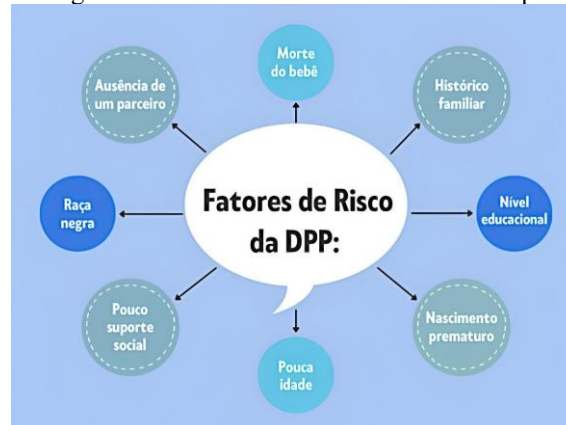 Morte
do bebê
Ausência de
um parceiro
Histórico
familiar
Raça
negra
Fatores de Risco
da DPP:
Nível
educacional
Pouco
suporte
social
Nascimento
prematuro
Pouca
idade